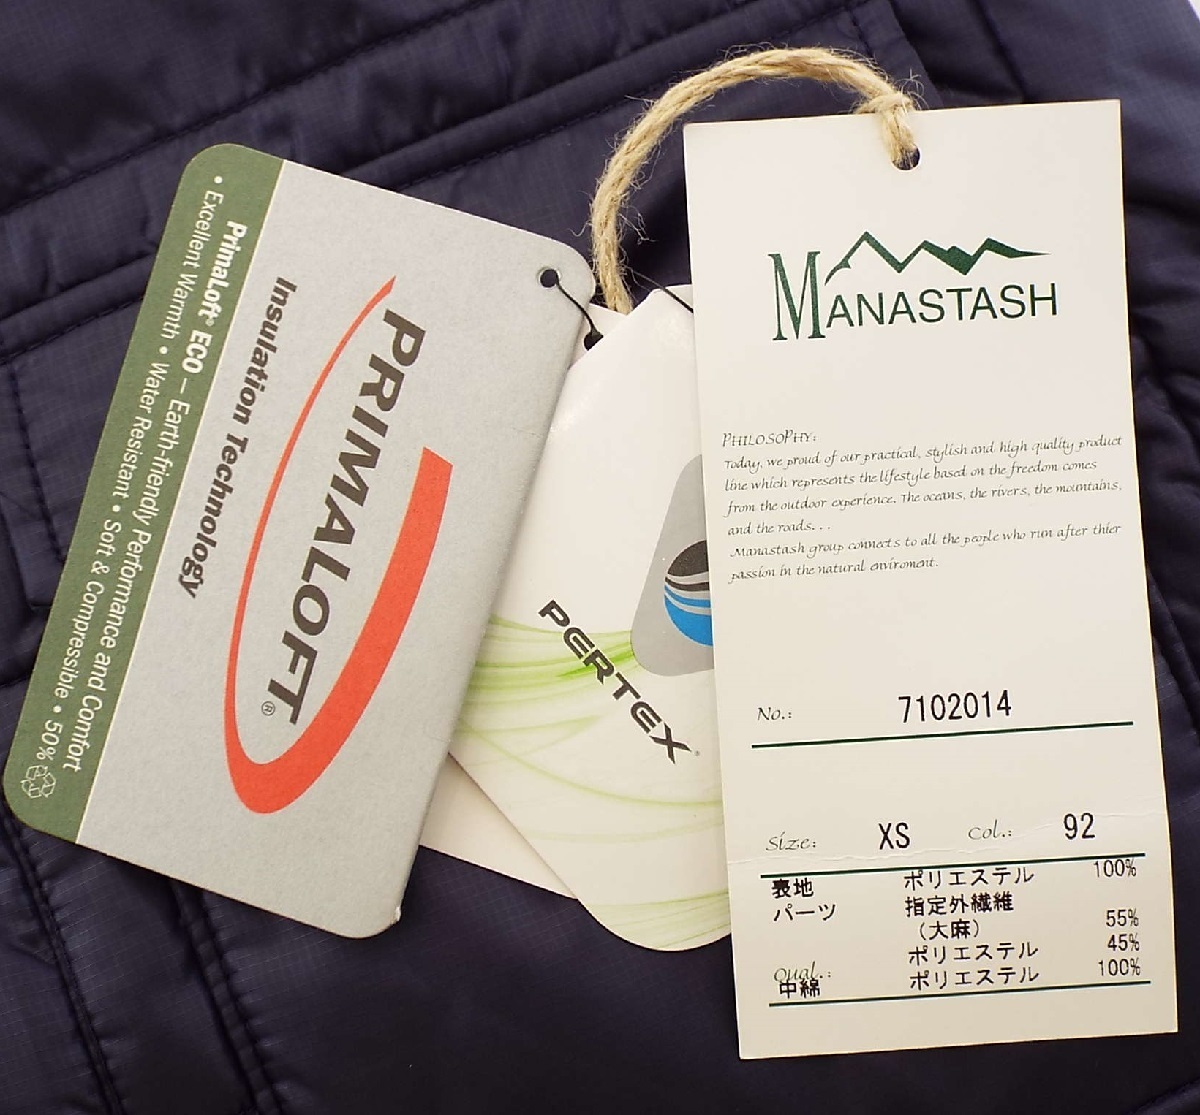 PrimaLoft® ECO – Earth-friendly Performance and Comfort
• Excellent Warmth • Water Resistant • Soft & Compressible • 50%
Insulation Technology
PRIMALOFT®
PERTEX
MANASTASH
PHILOSOPHY:
Today, we proud of our practical, stylish and high quality product
line which represents the lifestyle based on the freedom comes
from the outdoor experience. The oceans, the rivers, the mountains,
and the roads. . .
Manastash group connects to all the people who run after thier
passion in the natural enviroment.
No.: 7102014
Size: XS Col.: 92
表地 ポリエステル 100%
パーツ 指定外繊維
（大麻） 55%
ポリエステル 45%
Qual.:
中綿 ポリエステル 100%